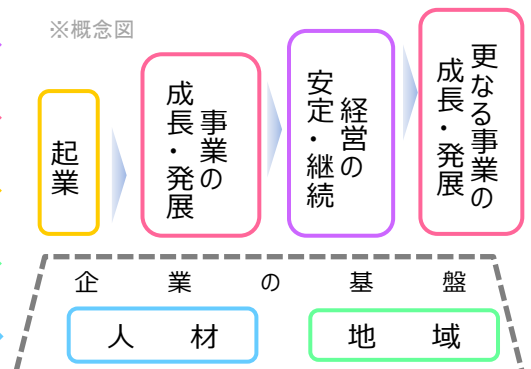 ※概念図
起業
事業の
成長・発展
経営の
安定・継続
更なる事業の
成長・発展
企業の基盤
人材
地域